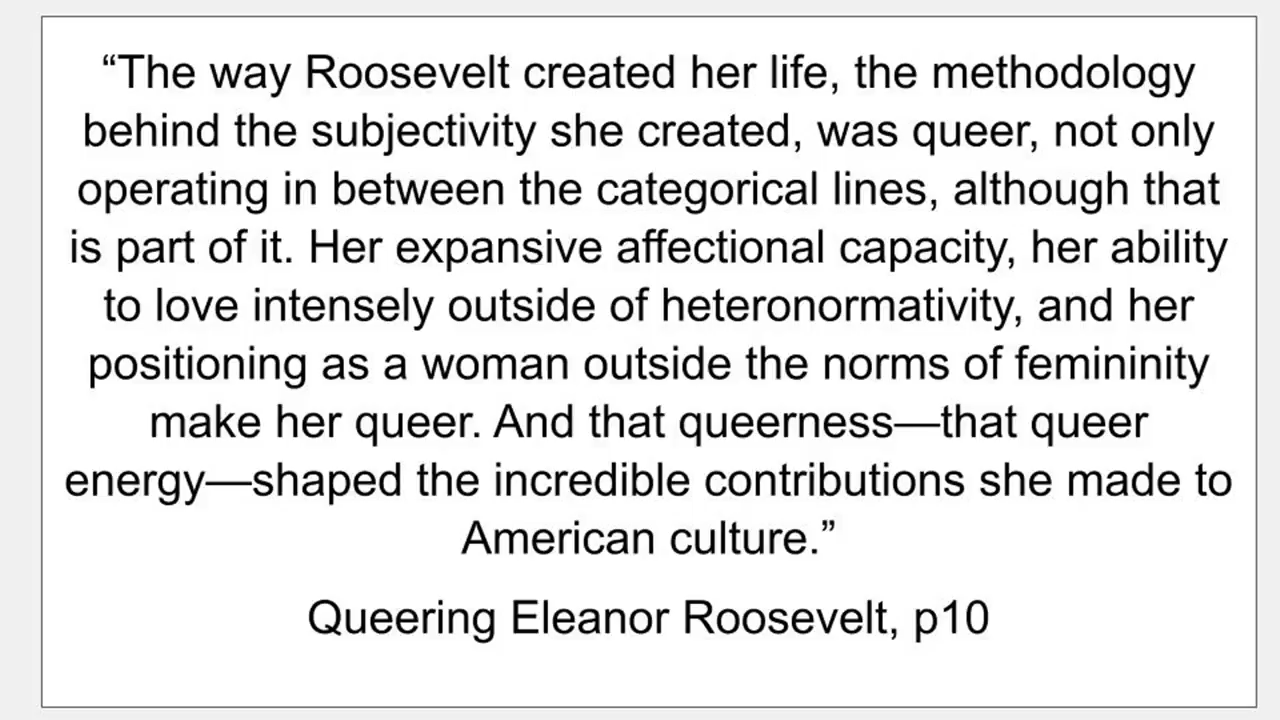 “The way Roosevelt created her life, the methodology
behind the subjectivity she created, was queer, not only
operating in between the categorical lines, although that
is part of it. Her expansive affectional capacity, her ability
to love intensely outside of heteronormativity, and her
positioning as a woman outside the norms of femininity
make her queer. And that queerness—that queer
energy—shaped the incredible contributions she made to
American culture.”
Queering Eleanor Roosevelt, p10